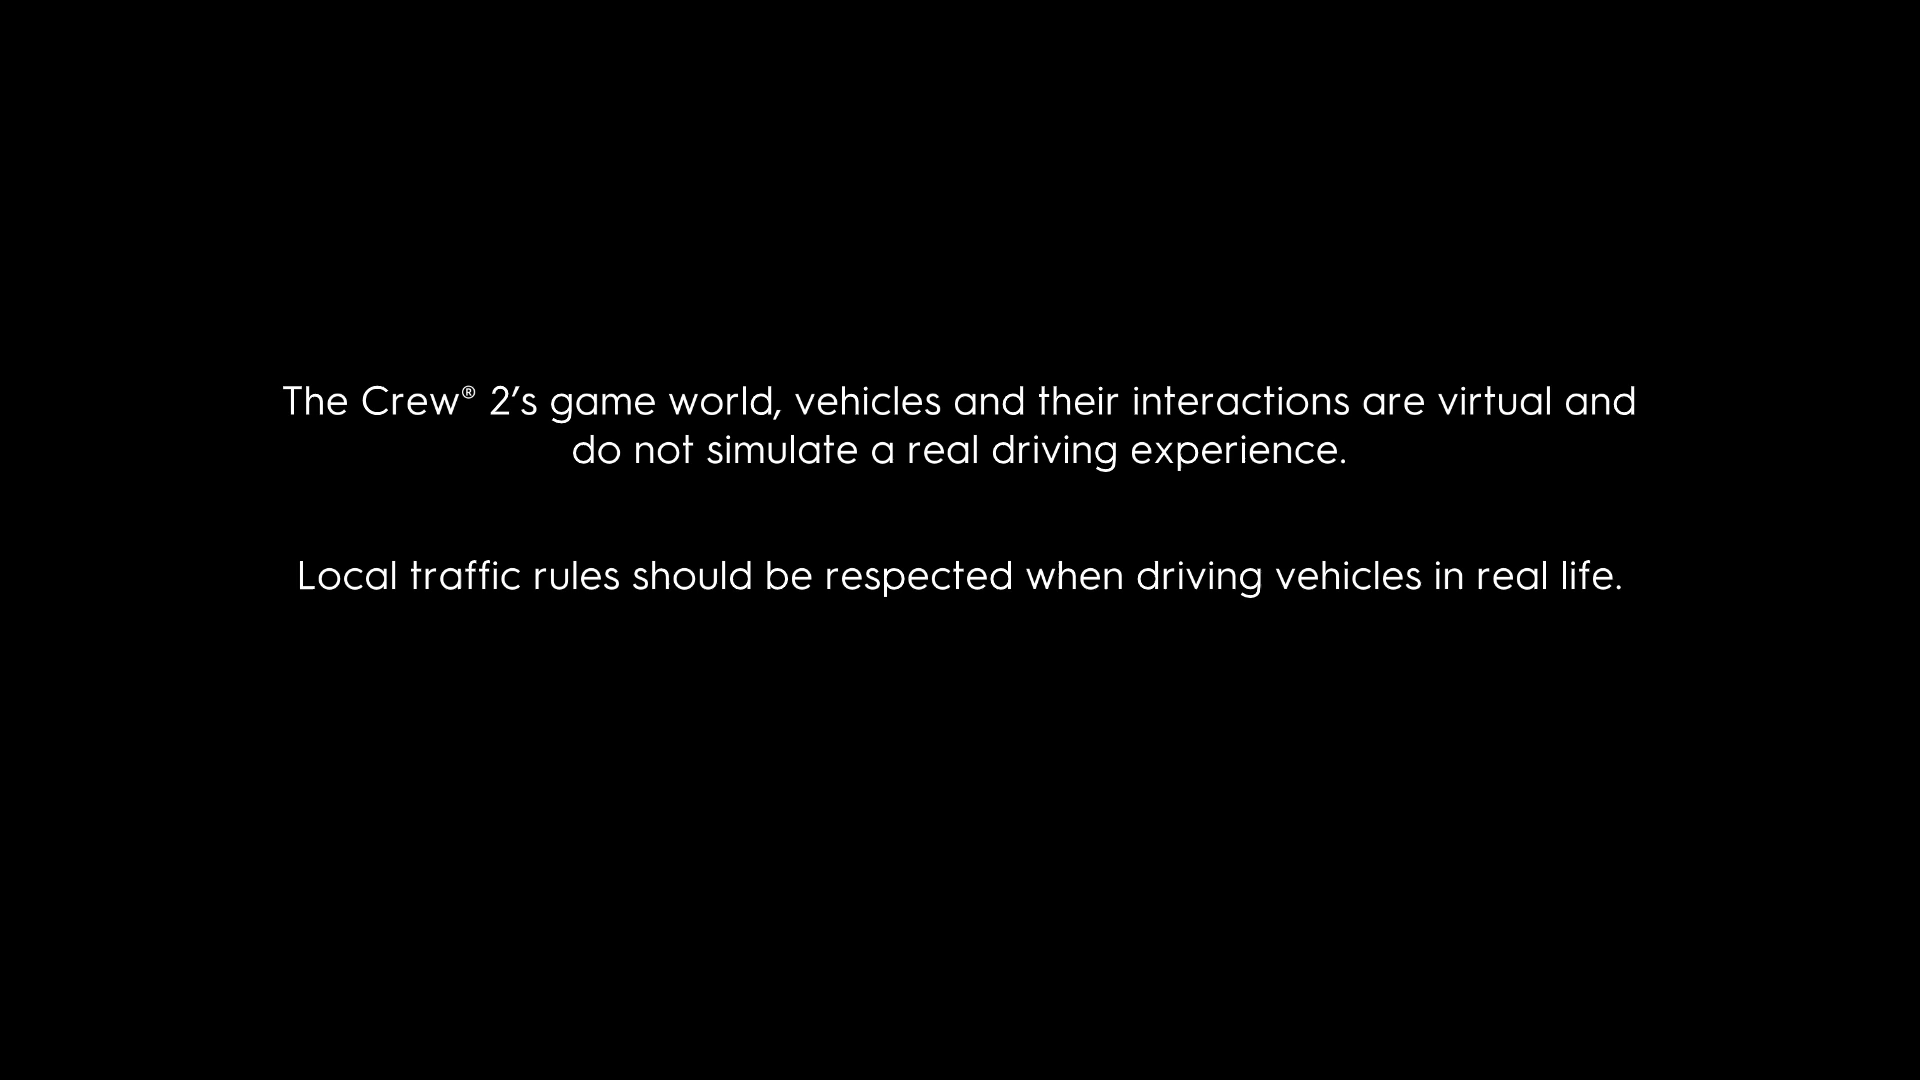 The Crew® 2’s game world, vehicles and their interactions are virtual and
do not simulate a real driving experience.
Local traffic rules should be respected when driving vehicles in real life.